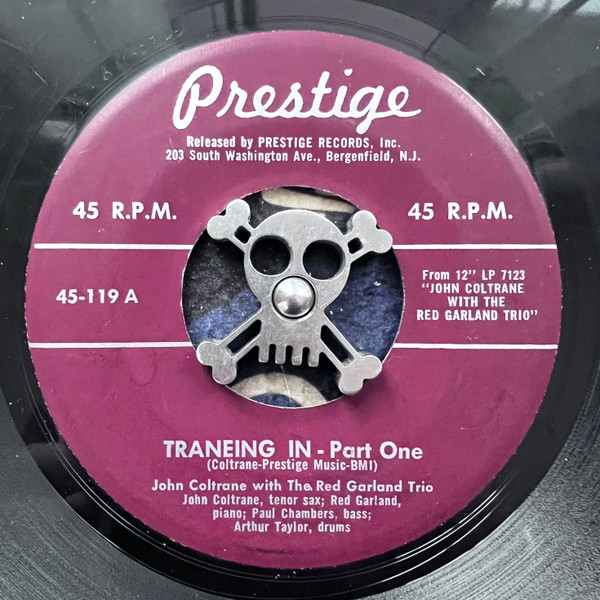 Prestige
Released by PRESTIGE RECORDS, Inc.
203 South Washington Ave., Bergenfield, N.J.
45 R.P.M.
45 R.P.M.
45-119 A
From 12" LP 7123
"JOHN COLTRANE
WITH THE
RED GARLAND TRIO"
TRANEING IN - Part One
(Coltrane-Prestige Music-BMI)
John Coltrane with The Red Garland Trio
John Coltrane, tenor sax; Red Garland,
piano; Paul Chambers, bass;
Arthur Taylor, drums